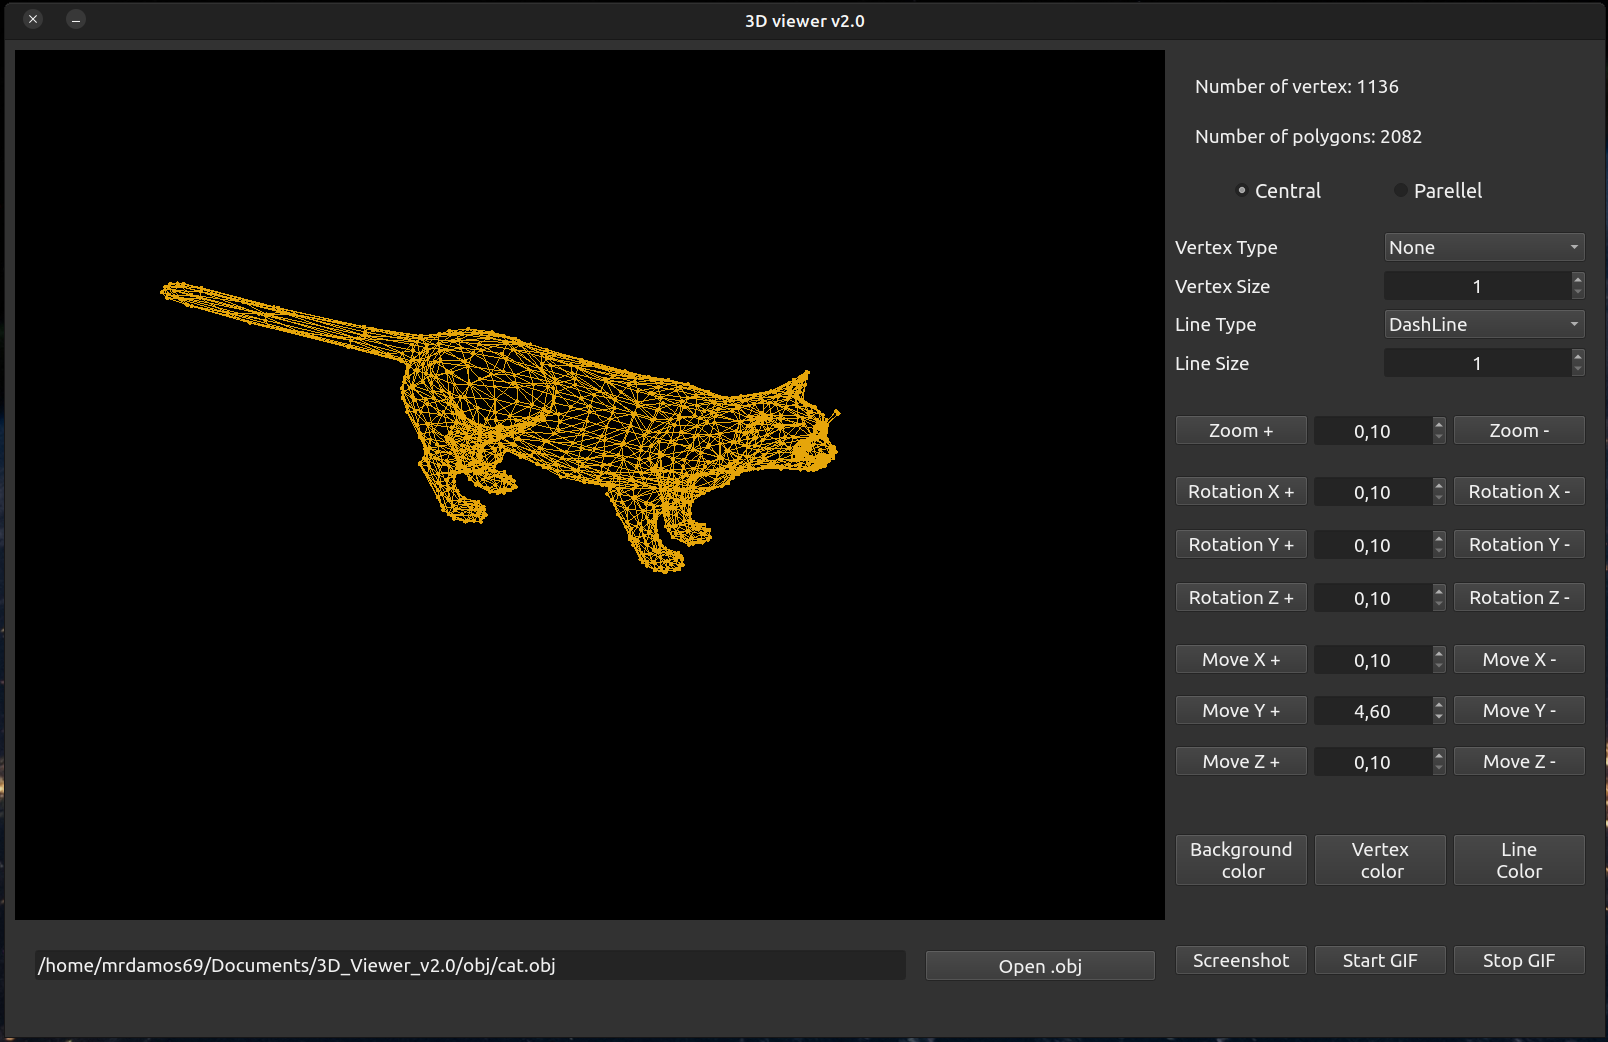 3D viewer v2.0
Number of vertex: 1136
Number of polygons: 2082
Central Parellel
Vertex Type None
Vertex Size 1
Line Type DashLine
Line Size 1
Zoom + 0,10 Zoom -
Rotation X + 0,10 Rotation X -
Rotation Y + 0,10 Rotation Y -
Rotation Z + 0,10 Rotation Z -
Move X + 0,10 Move X -
Move Y + 4,60 Move Y -
Move Z + 0,10 Move Z -
Background color
Vertex color
Line Color
/home/mrdamos69/Documents/3D_Viewer_v2.0/obj/cat.obj Open .obj Screenshot Start GIF Stop GIF